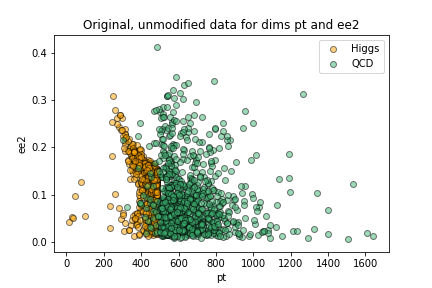 Original, unmodified data for dims pt and ee2
Higgs
QCD
0.4
0.3
0.2
0.1
0.0
ee2
0 200 400 600 800 1000 1200 1400 1600
pt